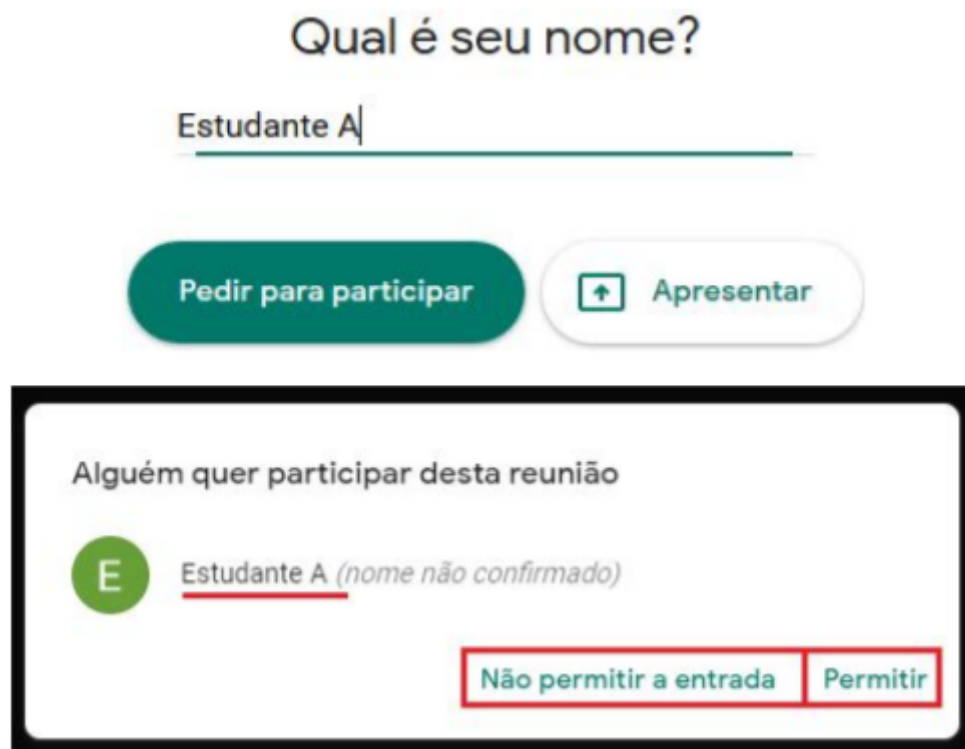 Qual é seu nome?
Estudante A
Pedir para participar
Apresentar
Alguém quer participar desta reunião
E
Estudante A (nome não confirmado)
Não permitir a entrada
Permitir